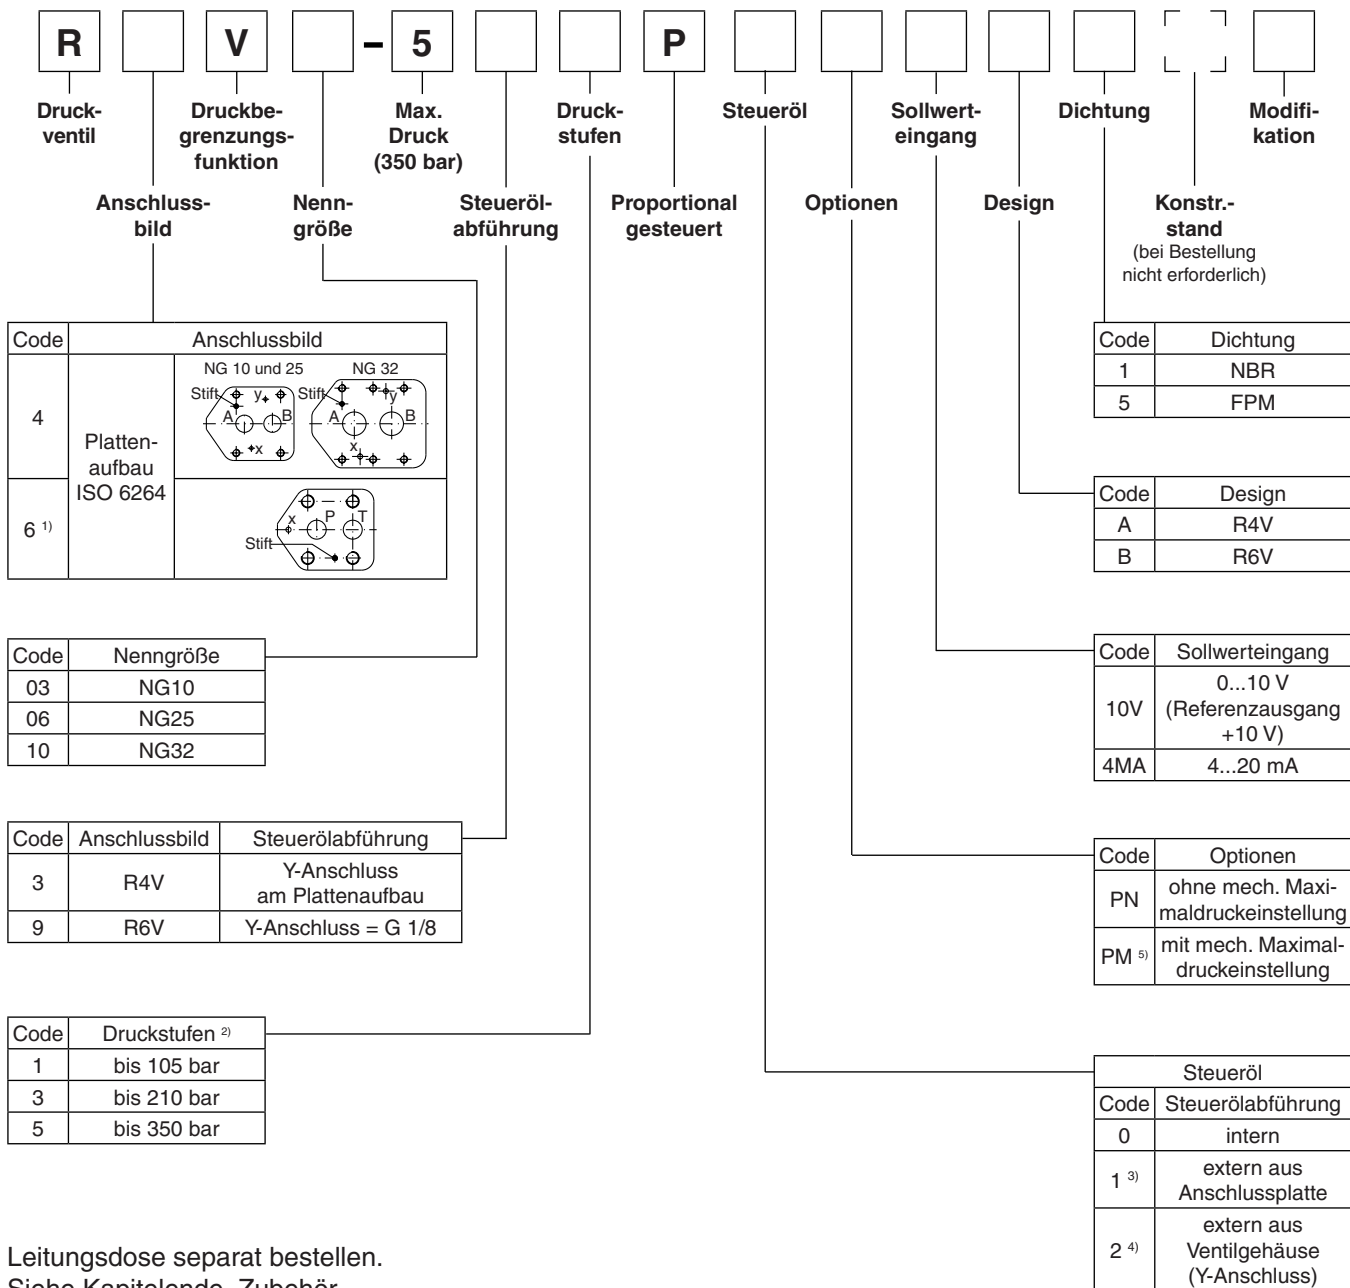 R V - 5 P
Druck-
ventil
Druckbe-
grenzungs-
funktion
Max.
Druck
(350 bar)
Druck-
stufen
Steueröl
Sollwert-
eingang
Dichtung
Modifi-
kation
Anschluss-
bild
Nenn-
größe
Steueröl-
abführung
Proportional
gesteuert
Optionen
Design
Konstr.-
stand
(bei Bestellung
nicht erforderlich)
Code Anschlussbild
4
Platten-
aufbau
ISO 6264
NG 10 und 25
Stift
y
A
B
x
NG 32
Stift
y
A
B
x
6 1)
x
P
T
Stift
Code Nenngröße
03 NG10
06 NG25
10 NG32
Code Anschlussbild Steuerölabführung
3 R4V Y-Anschluss
am Plattenaufbau
9 R6V Y-Anschluss = G 1/8
Code Druckstufen 2)
1 bis 105 bar
3 bis 210 bar
5 bis 350 bar
Code Dichtung
1 NBR
5 FPM
Code Design
A R4V
B R6V
Code Sollwerteingang
10V 0...10 V
(Referenzausgang
+10 V)
4MA 4...20 mA
Code Optionen
PN ohne mech. Maxi-
maldruckeinstellung
PM 5) mit mech. Maximal-
druckeinstellung
Steueröl
Code Steuerölabführung
0 intern
1 3) extern aus
Anschlussplatte
2 4) extern aus
Ventilgehäuse
(Y-Anschluss)
Leitungsdose separat bestellen.
Siehe Kapitelende, Zubehör